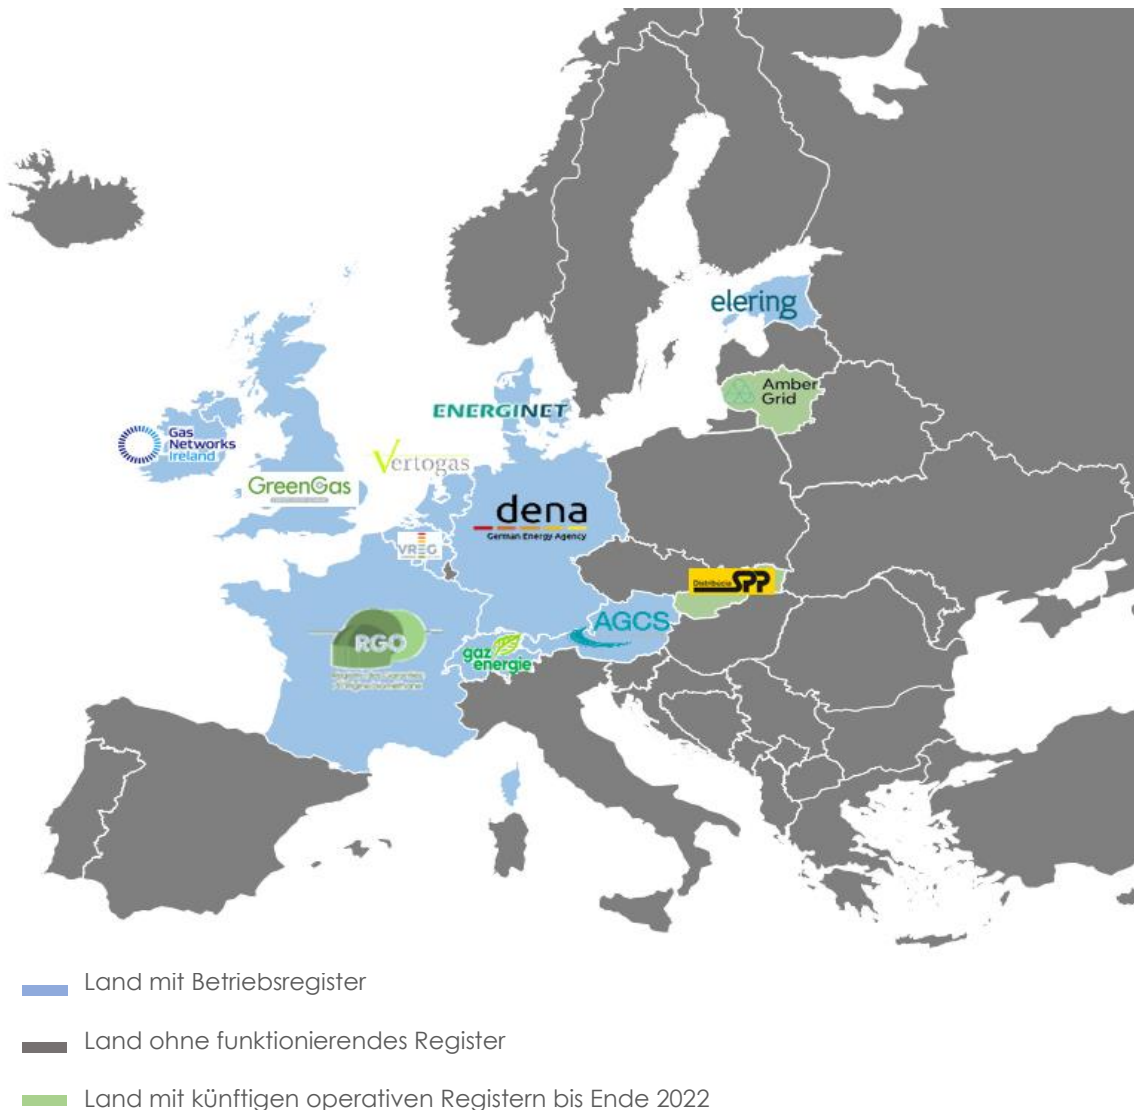 elering
Amber
Grid
ENERGINET
Gas
Networks
Ireland
Vertogas
GreenGas
dena
German Energy Agency
VREG
Distribúcia SPP
AGCS
RGO
gaz
energie
Land mit Betriebsregister
Land ohne funktionierendes Register
Land mit künftigen operativen Registern bis Ende 2022